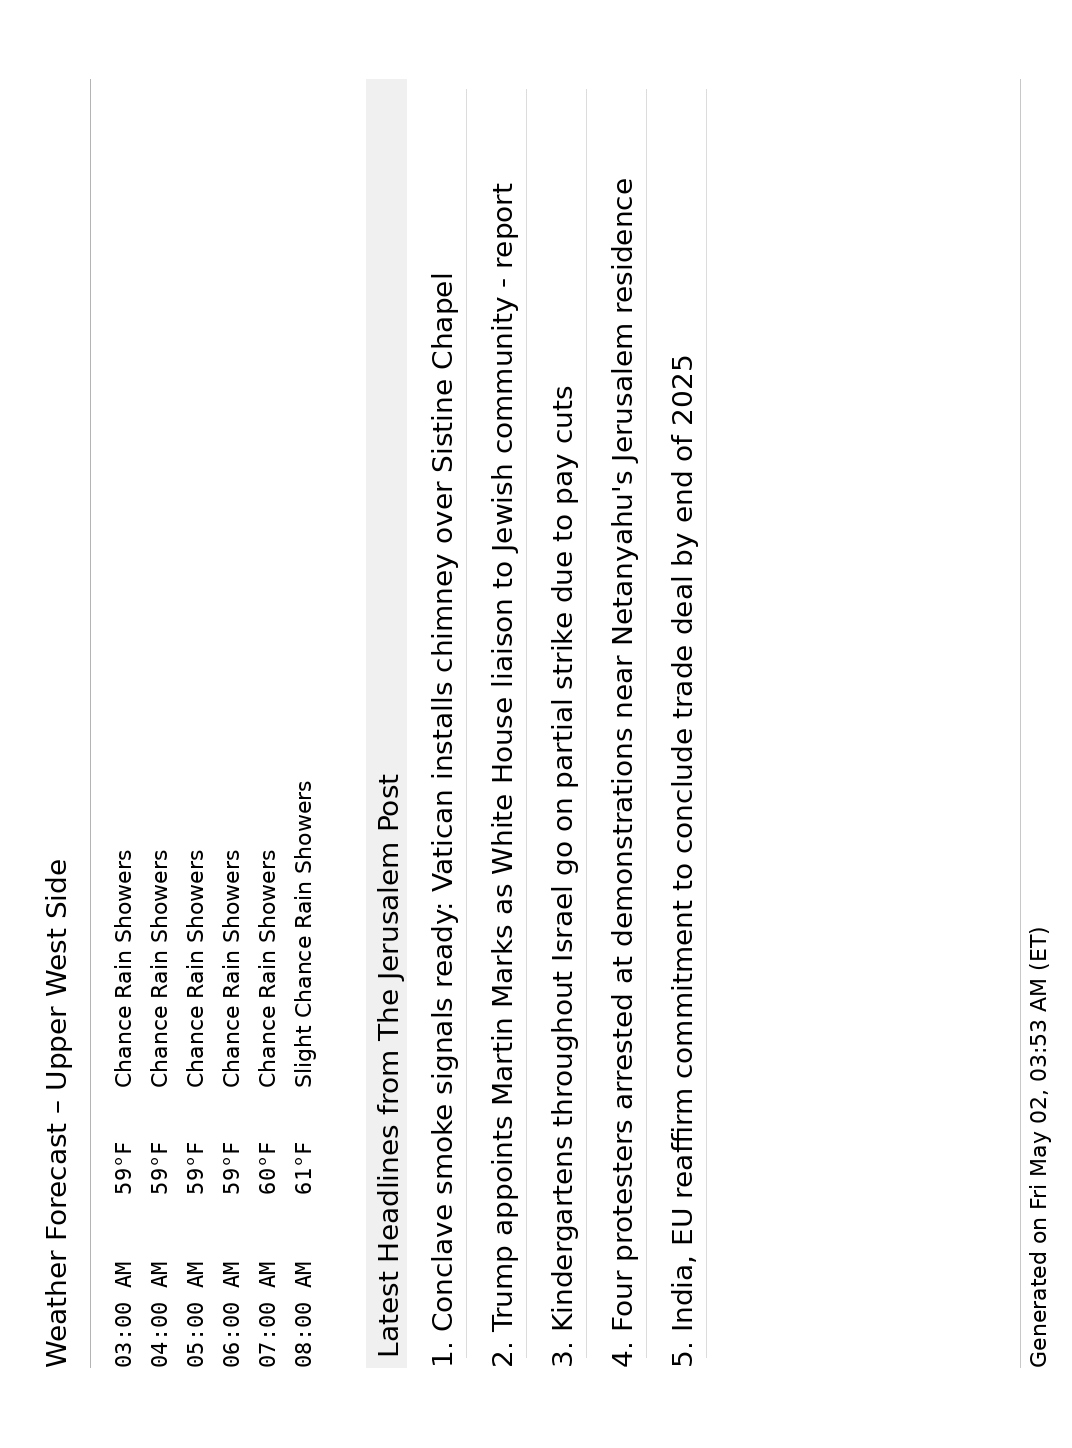 Weather Forecast – Upper West Side
03:00 AM 59°F Chance Rain Showers
04:00 AM 59°F Chance Rain Showers
05:00 AM 59°F Chance Rain Showers
06:00 AM 59°F Chance Rain Showers
07:00 AM 60°F Chance Rain Showers
08:00 AM 61°F Slight Chance Rain Showers
Latest Headlines from The Jerusalem Post
1. Conclave smoke signals ready: Vatican installs chimney over Sistine Chapel
2. Trump appoints Martin Marks as White House liaison to Jewish community - report
3. Kindergartens throughout Israel go on partial strike due to pay cuts
4. Four protesters arrested at demonstrations near Netanyahu's Jerusalem residence
5. India, EU reaffirm commitment to conclude trade deal by end of 2025
Generated on Fri May 02, 03:53 AM (ET)